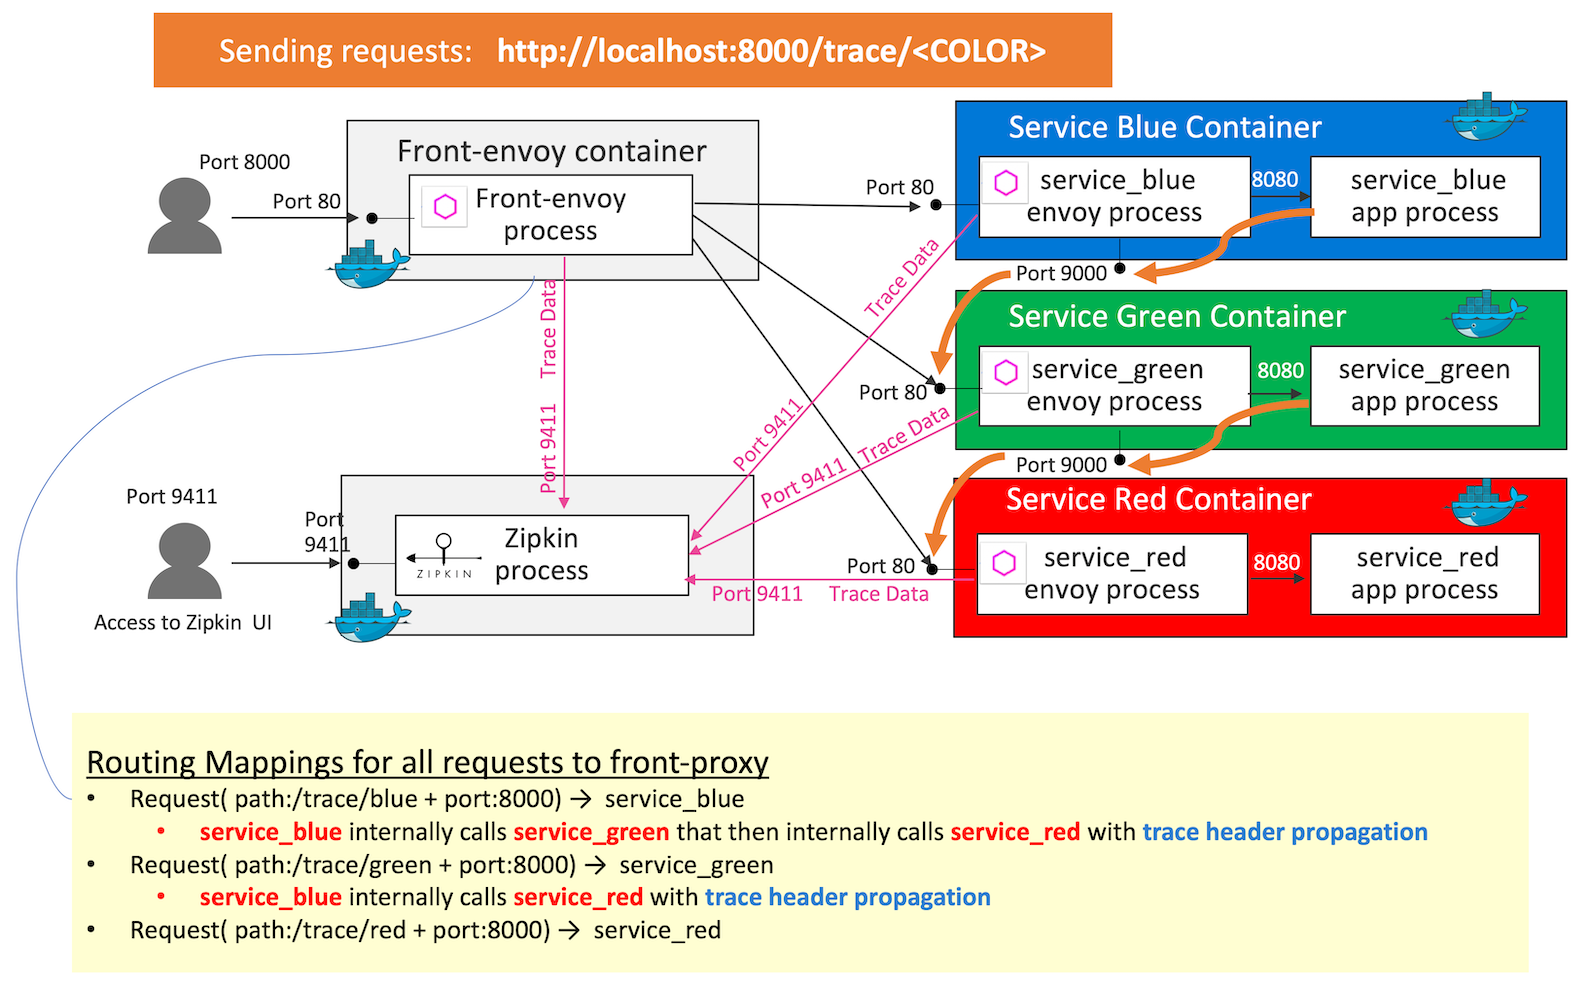 Sending requests: http://localhost:8000/trace/<COLOR>
Port 8000
Port 80
Front-envoy container
Front-envoy
process
Port 80
Service Blue Container
service_blue
envoy process
8080
service_blue
app process
Port 9000
Trace Data
Port 9411
Trace Data
Port 9411
Port 80
Service Green Container
service_green
envoy process
8080
service_green
app process
Port 9000
Port 9411 Trace Data
Port 9411
Port
9411
Zipkin
process
ZIPKIN
Access to Zipkin UI
Port 80
Service Red Container
service_red
envoy process
8080
service_red
app process
Port 9411 Trace Data
Routing Mappings for all requests to front-proxy
• Request( path:/trace/blue + port:8000) → service_blue
• service_blue internally calls service_green that then internally calls service_red with trace header propagation
• Request( path:/trace/green + port:8000) → service_green
• service_blue internally calls service_red with trace header propagation
• Request( path:/trace/red + port:8000) → service_red